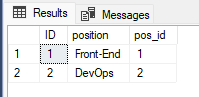 Results Messages
ID position pos_id
1 1 Front-End 1
2 2 DevOps 2